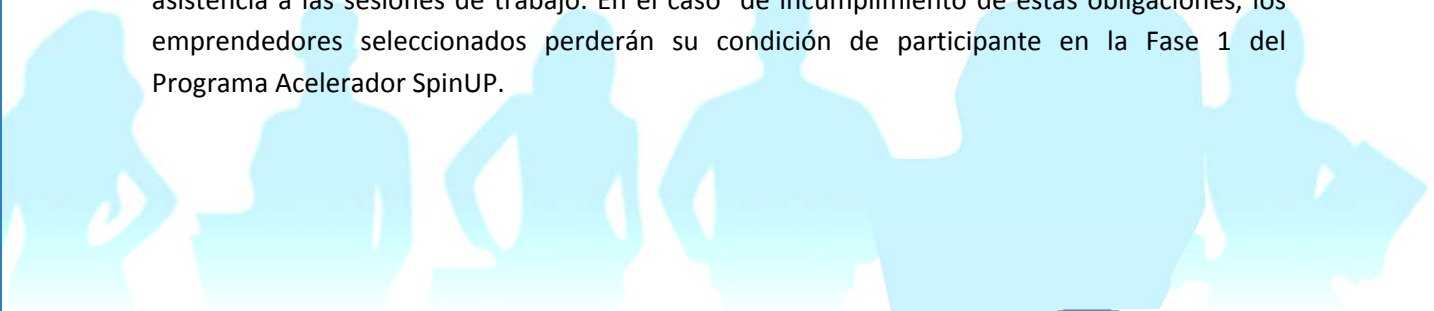 asistencia a las sesiones de trabajo. En el caso de incumplimiento de estas obligaciones, los
emprendedores seleccionados perderán su condición de participante en la Fase 1 del
Programa Acelerador SpinUP.